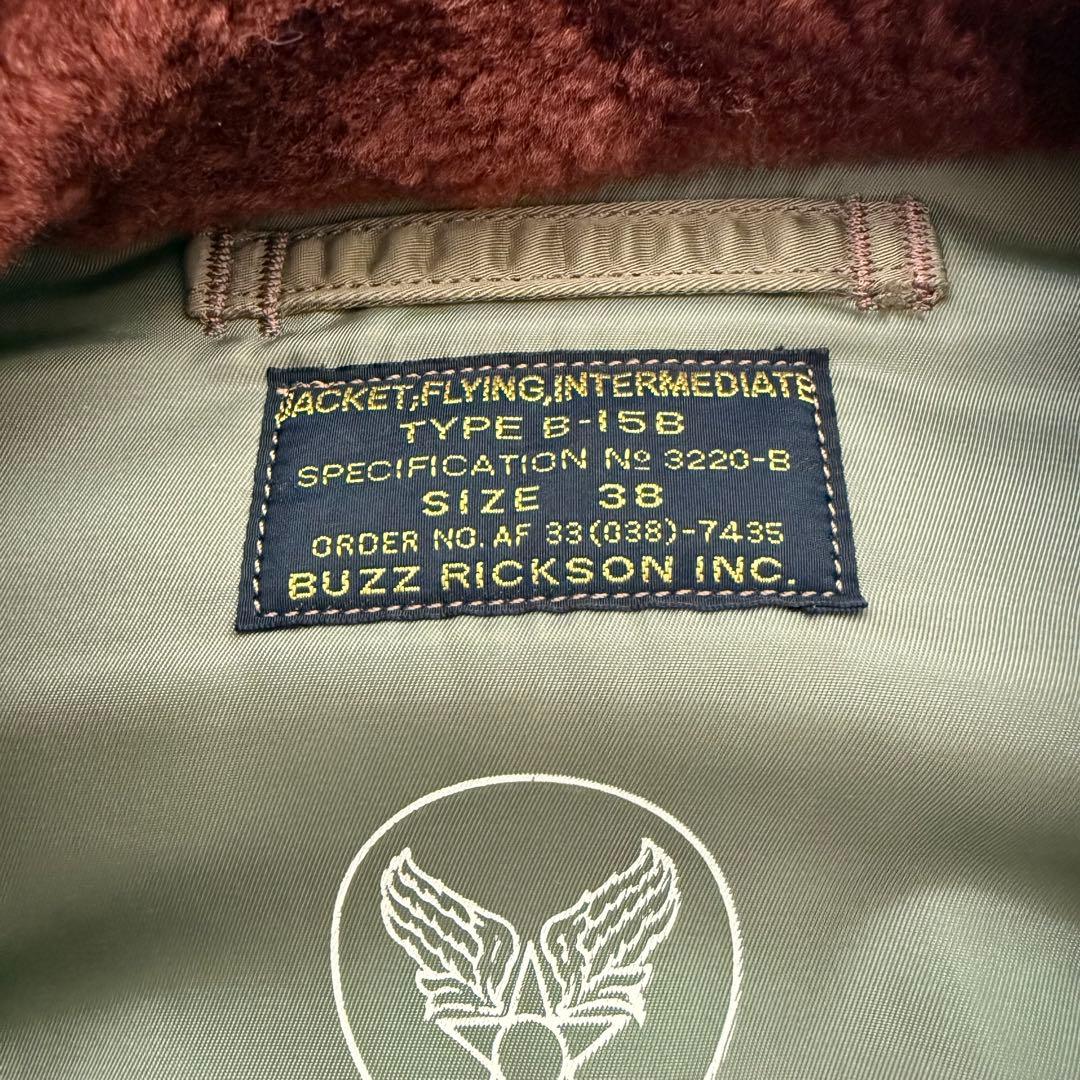 JACKET,FLYING,INTERMEDIATE
TYPE B-15B
SPECIFICATION Nº 3220-B
SIZE 38
ORDER NO. AF 33(038)-7435
BUZZ RICKSON INC.